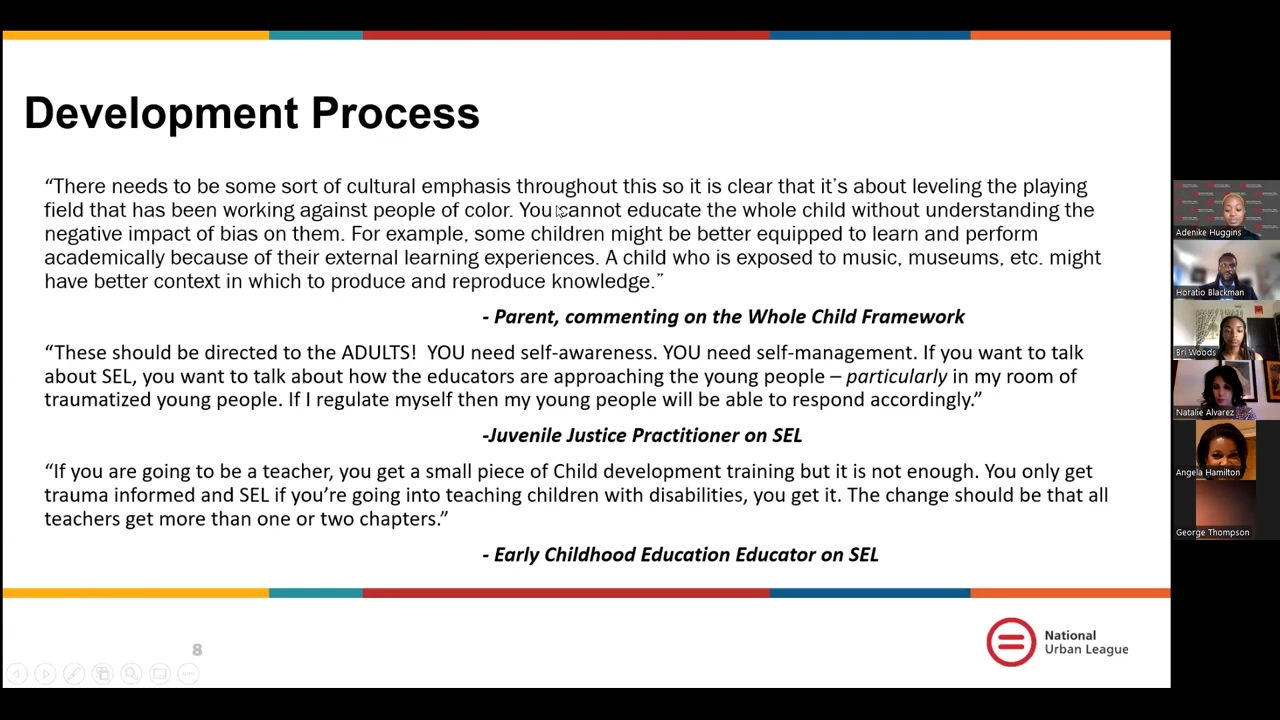 Development Process
“There needs to be some sort of cultural emphasis throughout this so it is clear that it’s about leveling the playing
field that has been working against people of color. You cannot educate the whole child without understanding the
negative impact of bias on them. For example, some children might be better equipped to learn and perform
academically because of their external learning experiences. A child who is exposed to music, museums, etc. might
have better context in which to produce and reproduce knowledge.”
- Parent, commenting on the Whole Child Framework
“These should be directed to the ADULTS!  YOU need self-awareness. YOU need self-management. If you want to talk
about SEL, you want to talk about how the educators are approaching the young people – particularly in my room of
traumatized young people. If I regulate myself then my young people will be able to respond accordingly.”
-Juvenile Justice Practitioner on SEL
“If you are going to be a teacher, you get a small piece of Child development training but it is not enough. You only get
trauma informed and SEL if you’re going into teaching children with disabilities, you get it. The change should be that all
teachers get more than one or two chapters.”
- Early Childhood Education Educator on SEL
8
National
Urban League
Adenike Huggins
Horatio Blackman
Bri Woods
Natalie Alvarez
Angela Hamilton
George Thompson